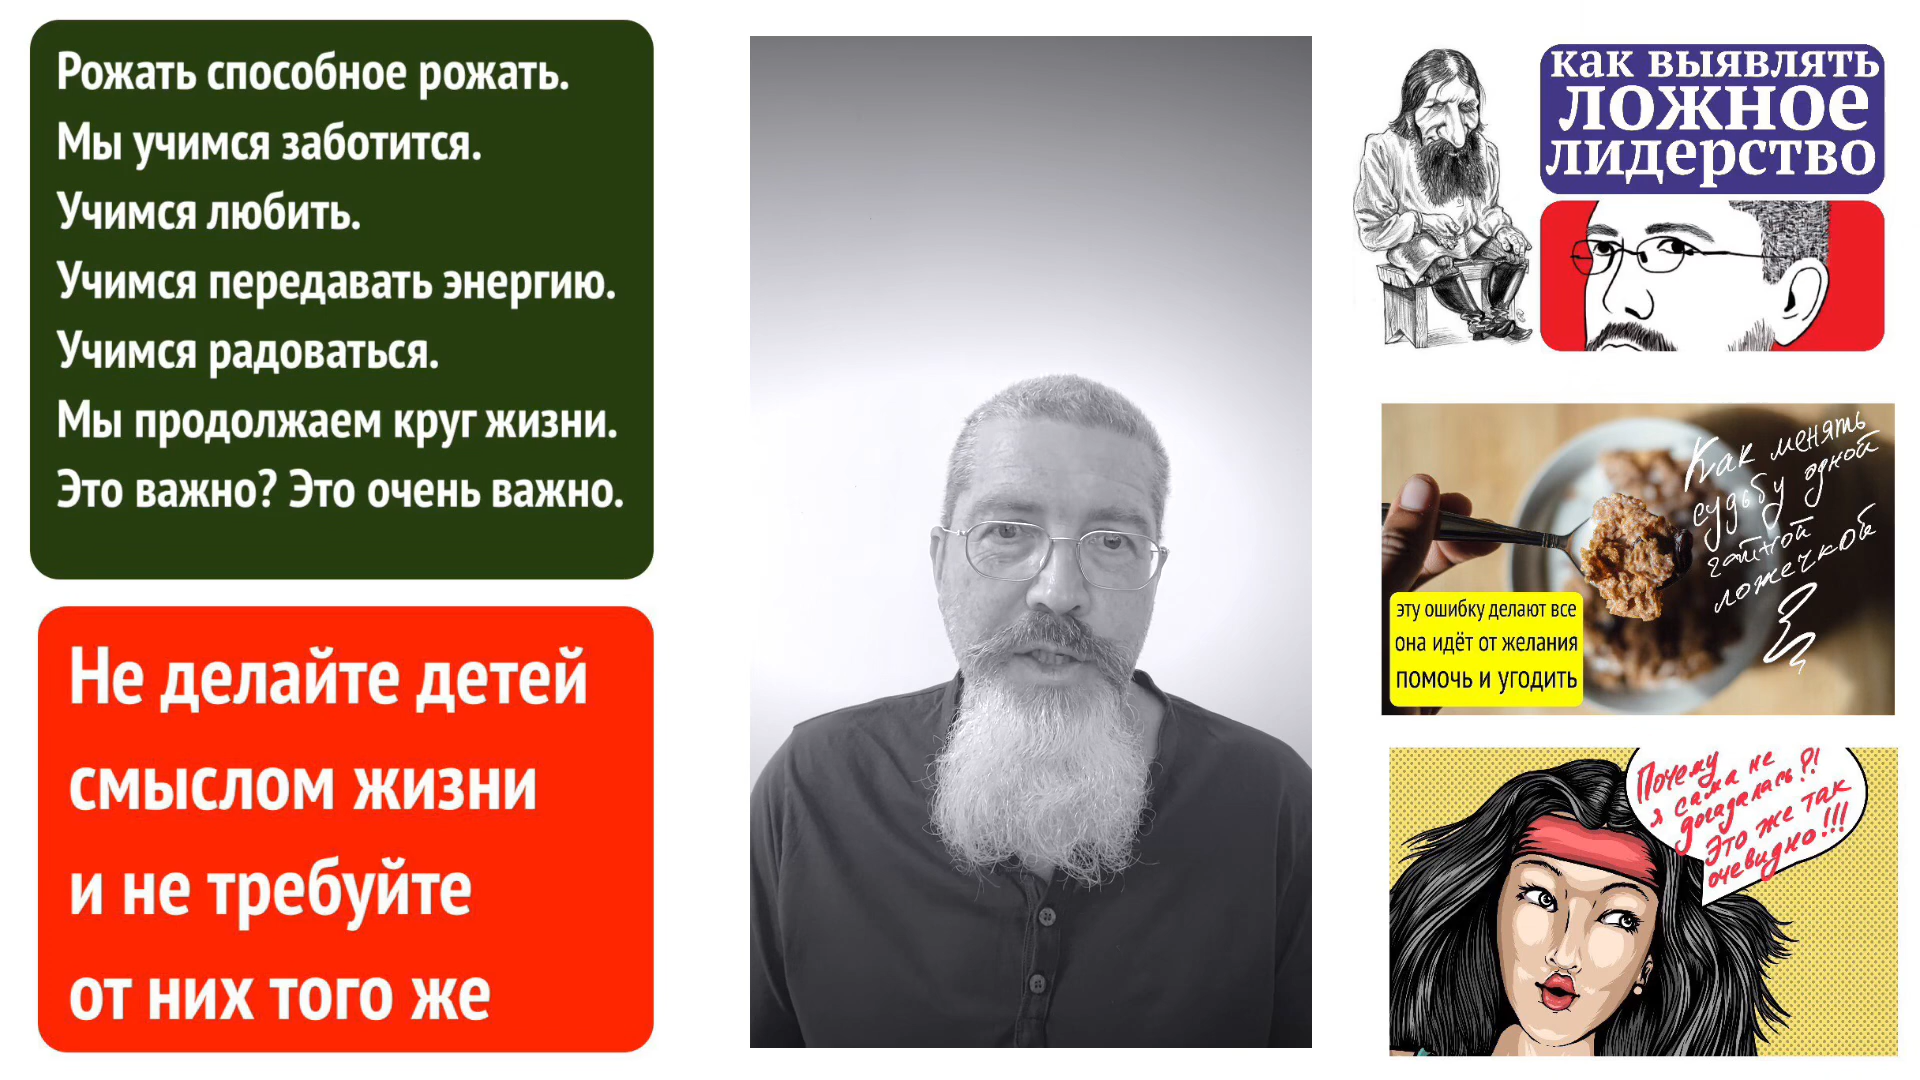 Рожать способное рожать.
Мы учимся заботится.
Учимся любить.
Учимся передавать энергию.
Учимся радоваться.
Мы продолжаем круг жизни.
Это важно? Это очень важно.
Не делайте детей
смыслом жизни
и не требуйте
от них того же
как выявлять
ложное
лидерство
Как менять
судьбу одной
чайной
ложечкой
эту ошибку делают все
она идёт от желания
помочь и угодить
Почему
я сама не
догадалась?!
Это же так
очевидно!!!